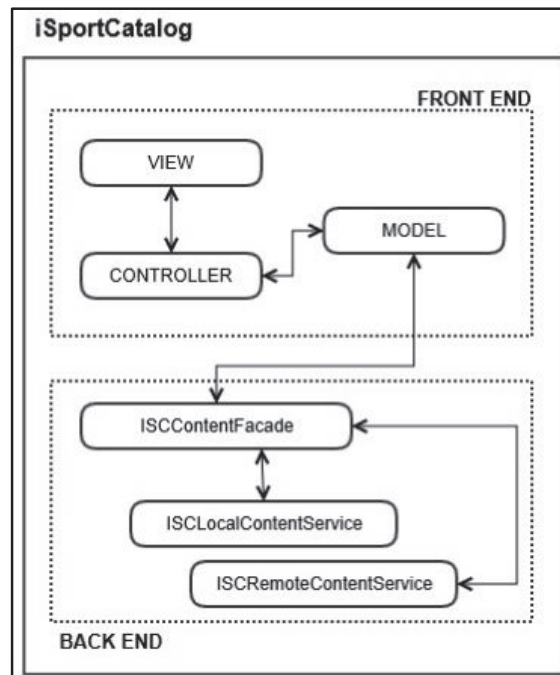 iSportCatalog
FRONT END
VIEW
MODEL
CONTROLLER
ISCContentFacade
ISCLocalContentService
ISCRemoteContentService
BACK END